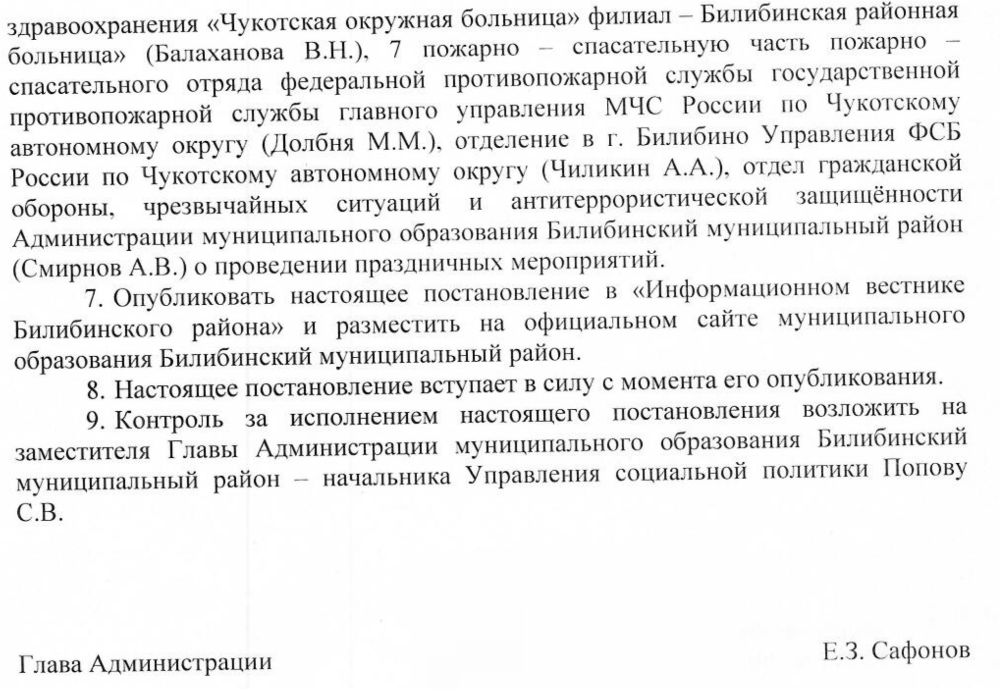 здравоохранения «Чукотская окружная больница» филиал – Билибинская районная
больница» (Балаханова В.Н.), 7 пожарно – спасательную часть пожарно –
спасательного отряда федеральной противопожарной службы государственной
противопожарной службы главного управления МЧС России по Чукотскому
автономному округу (Долбня М.М.), отделение в г. Билибино Управления ФСБ
России по Чукотскому автономному округу (Чиликин А.А.), отдел гражданской
обороны, чрезвычайных ситуаций и антитеррористической защищённости
Администрации муниципального образования Билибинский муниципальный район
(Смирнов А.В.) о проведении праздничных мероприятий.
7. Опубликовать настоящее постановление в «Информационном вестнике
Билибинского района» и разместить на официальном сайте муниципального
образования Билибинский муниципальный район.
8. Настоящее постановление вступает в силу с момента его опубликования.
9. Контроль за исполнением настоящего постановления возложить на
заместителя Главы Администрации муниципального образования Билибинский
муниципальный район – начальника Управления социальной политики Попову
С.В.
Глава Администрации Е.З. Сафонов